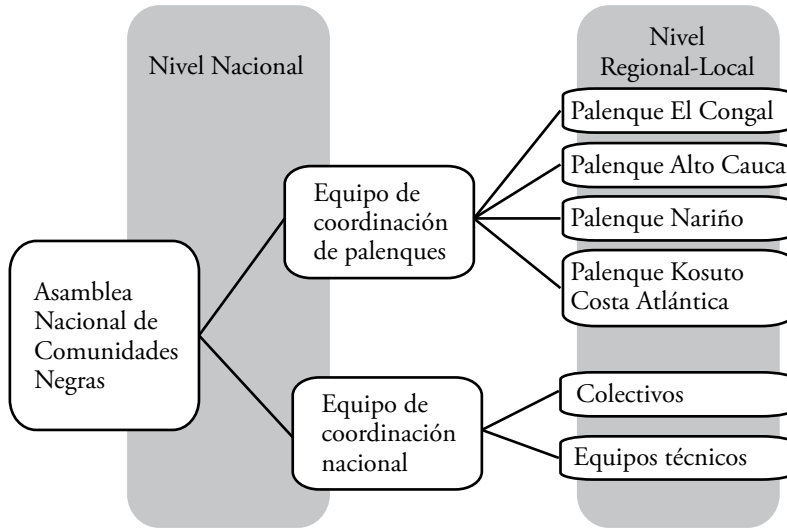 Nivel Nacional
Nivel
Regional-Local
Asamblea
Nacional de
Comunidades
Negras
Equipo de
coordinación
de palenques
Palenque El Congal
Palenque Alto Cauca
Palenque Nariño
Palenque Kosuto
Costa Atlántica
Equipo de
coordinación
nacional
Colectivos
Equipos técnicos